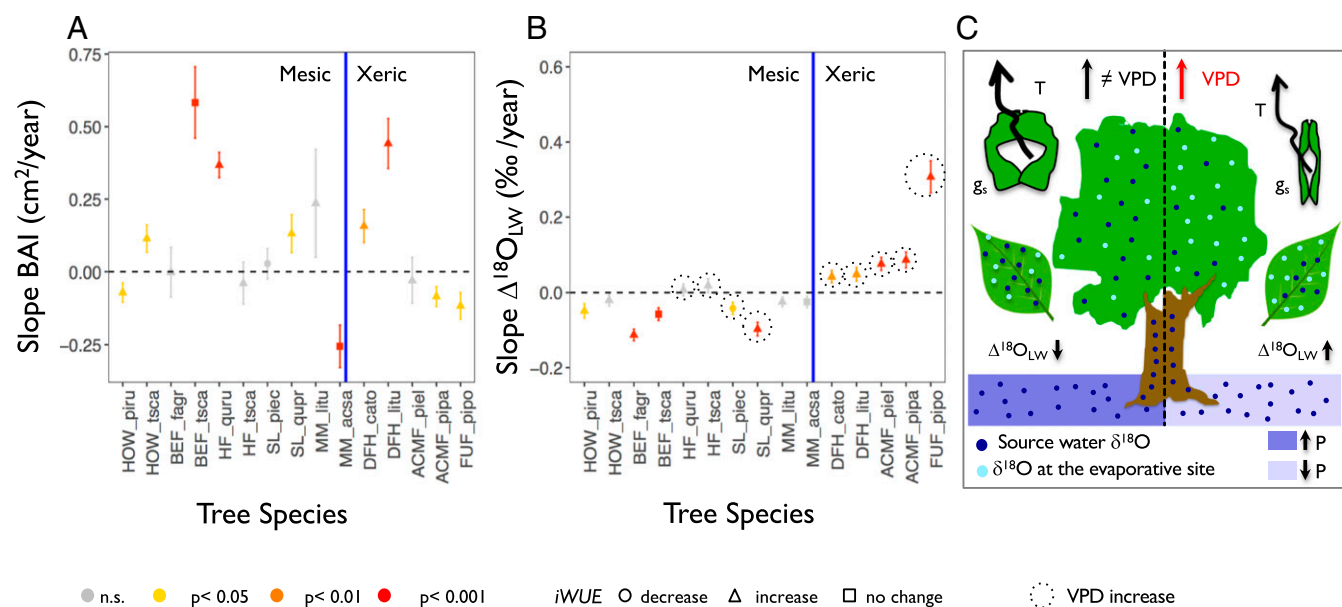 A
B
C
Slope BAI (cm²/year)
0.75
0.50
0.25
0.00
−0.25
Mesic
Xeric
HOW_piru
HOW_tsca
BEF_fagr
BEF_tsca
HF_quru
HF_tsca
SL_piec
SL_qupr
MM_litu
MM_acsa
DFH_cato
DFH_litu
ACMF_piel
ACMF_pipa
FUF_pipo
Tree Species
Slope Δ¹⁸O_LW (‰ /year)
0.6
0.4
0.2
0.0
−0.2
Mesic
Xeric
HOW_piru
HOW_tsca
BEF_fagr
BEF_tsca
HF_quru
HF_tsca
SL_piec
SL_qupr
MM_litu
MM_acsa
DFH_cato
DFH_litu
ACMF_piel
ACMF_pipa
FUF_pipo
Tree Species
T
≠ VPD
VPD
T
gs
gs
Δ¹⁸O_LW
Δ¹⁸O_LW
Source water δ¹⁸O
P
δ¹⁸O at the evaporative site
P
n.s.
p< 0.05
p< 0.01
p< 0.001
iWUE
decrease
increase
no change
VPD increase